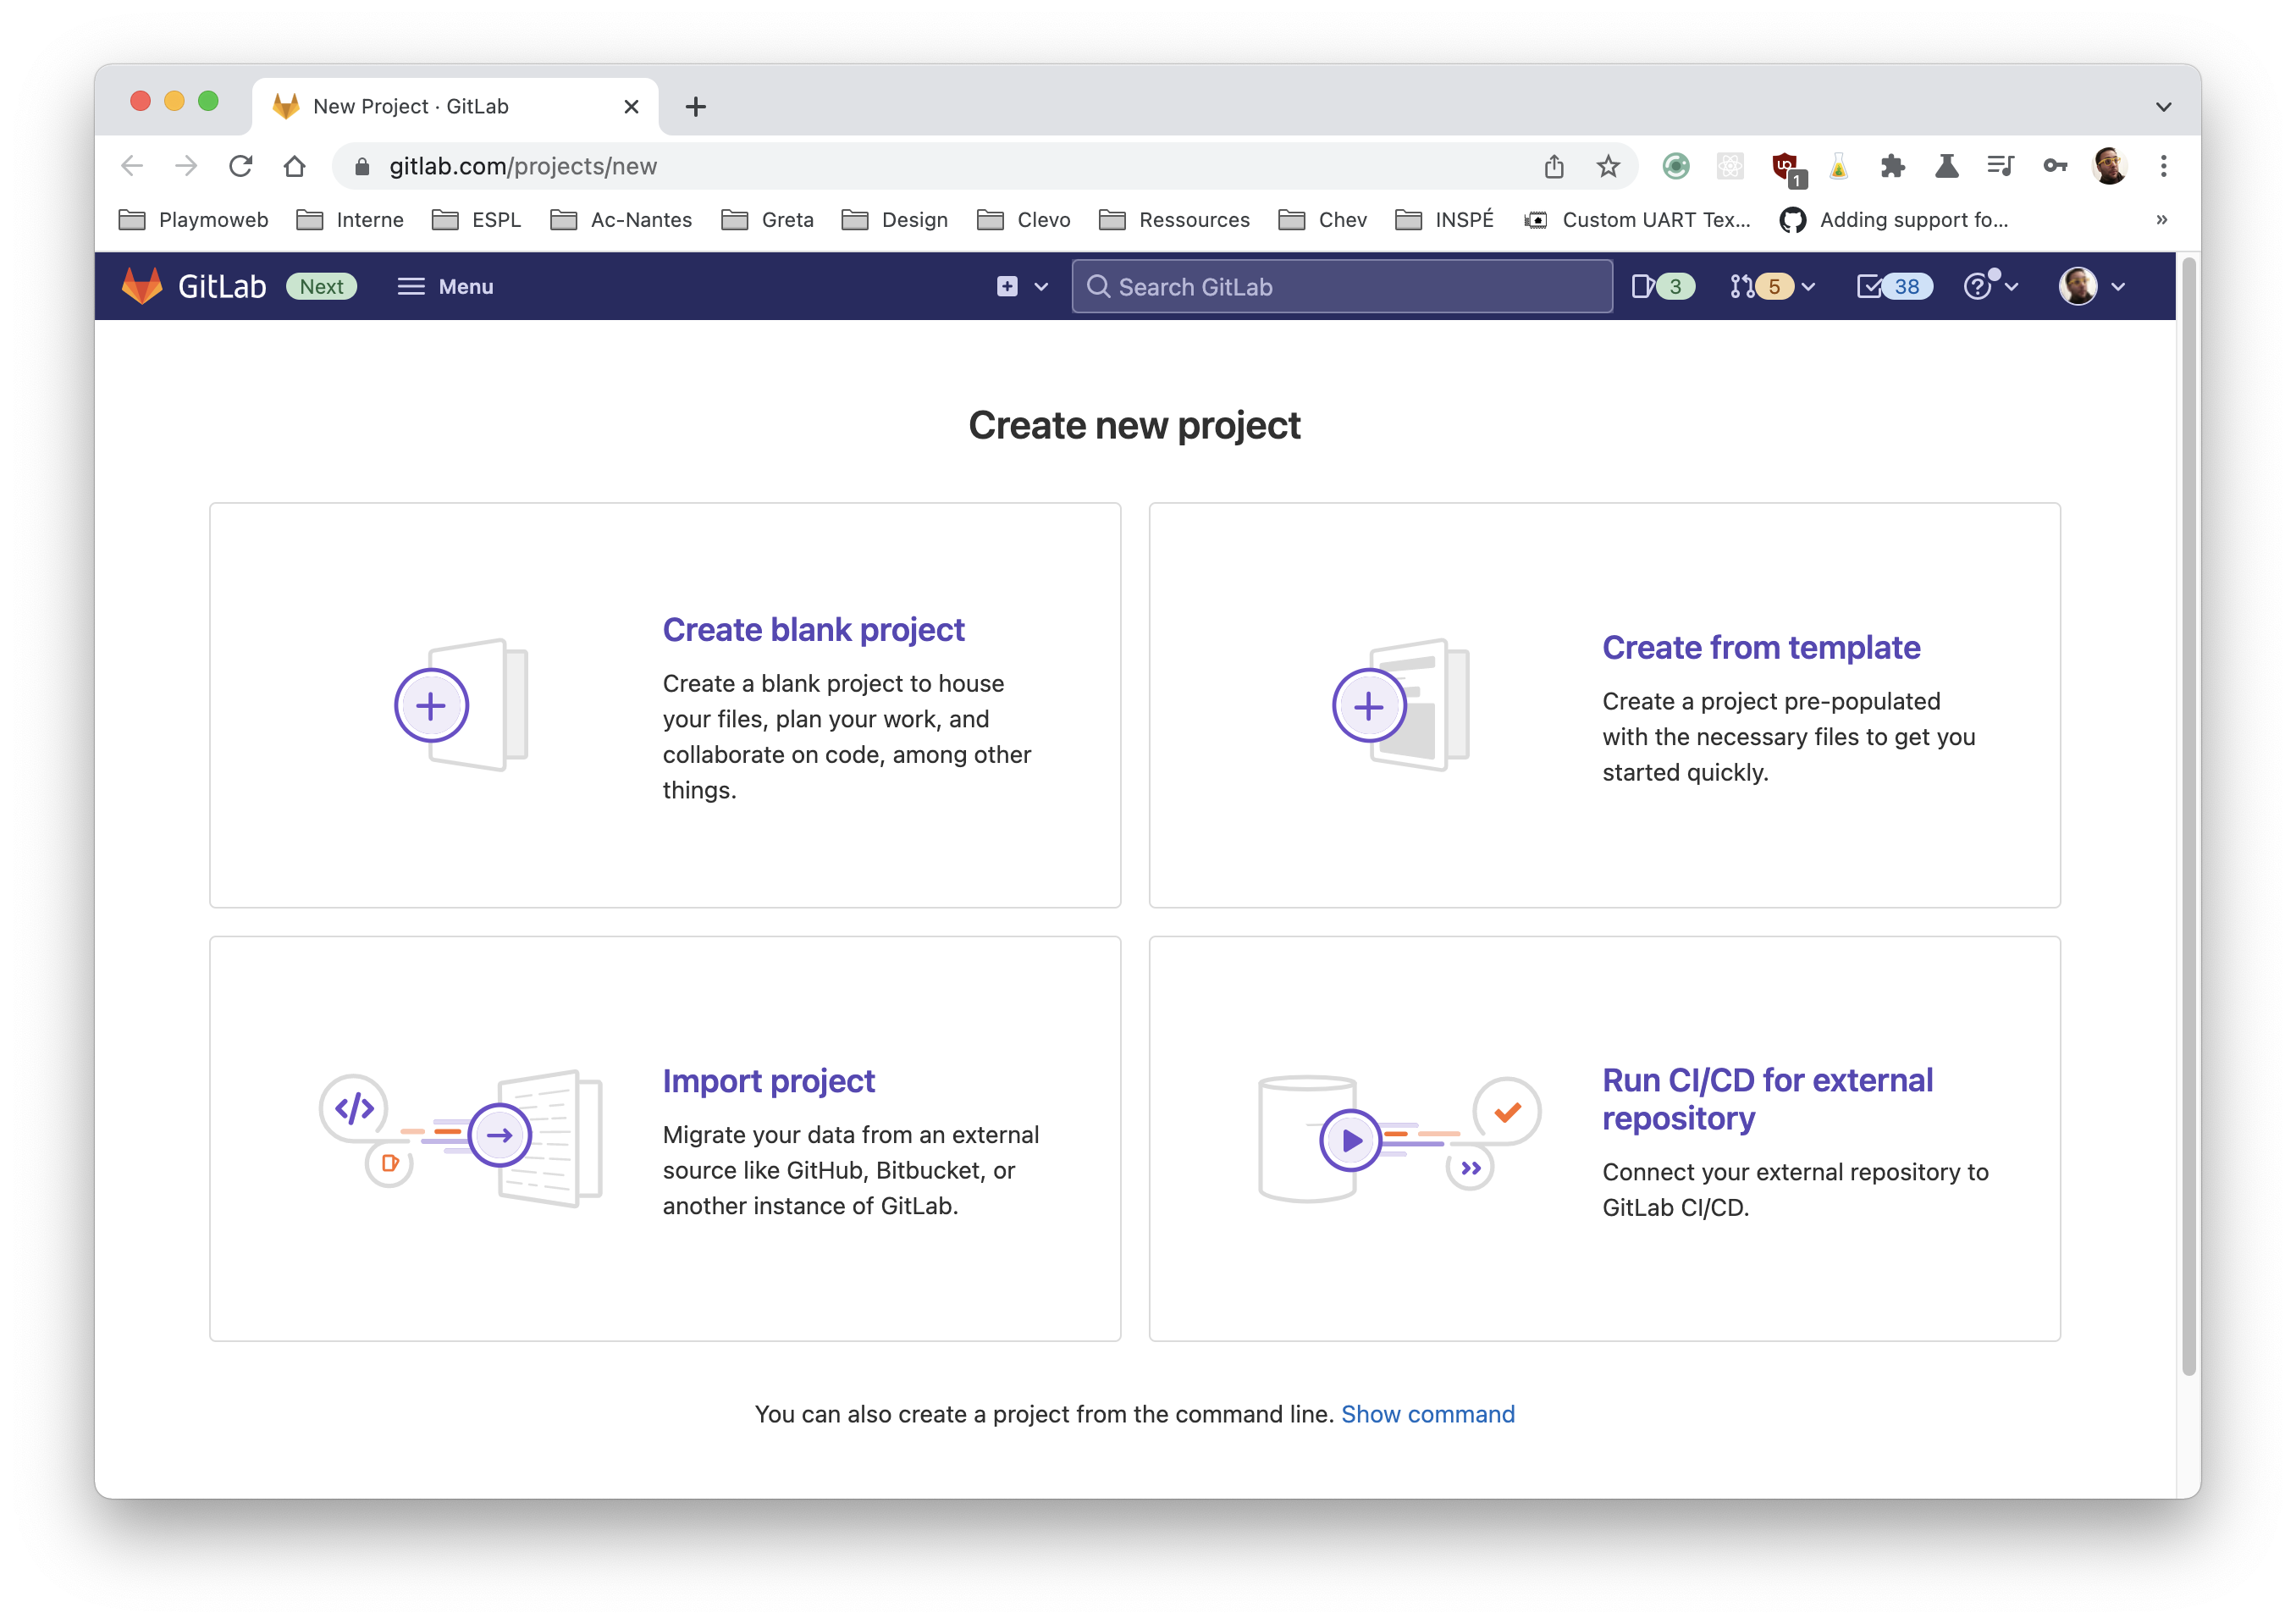 New Project · GitLab
gitlab.com/projects/new
1
Playmoweb Interne ESPL Ac-Nantes Greta Design Clevo Ressources Chev INSPÉ Custom UART Tex... Adding support fo... »
GitLab Next Menu Search GitLab 3 5 38
Create new project
Create blank project
Create a blank project to house
your files, plan your work, and
collaborate on code, among other
things.
Create from template
Create a project pre-populated
with the necessary files to get you
started quickly.
Import project
Migrate your data from an external
source like GitHub, Bitbucket, or
another instance of GitLab.
Run CI/CD for external
repository
Connect your external repository to
GitLab CI/CD.
You can also create a project from the command line. Show command